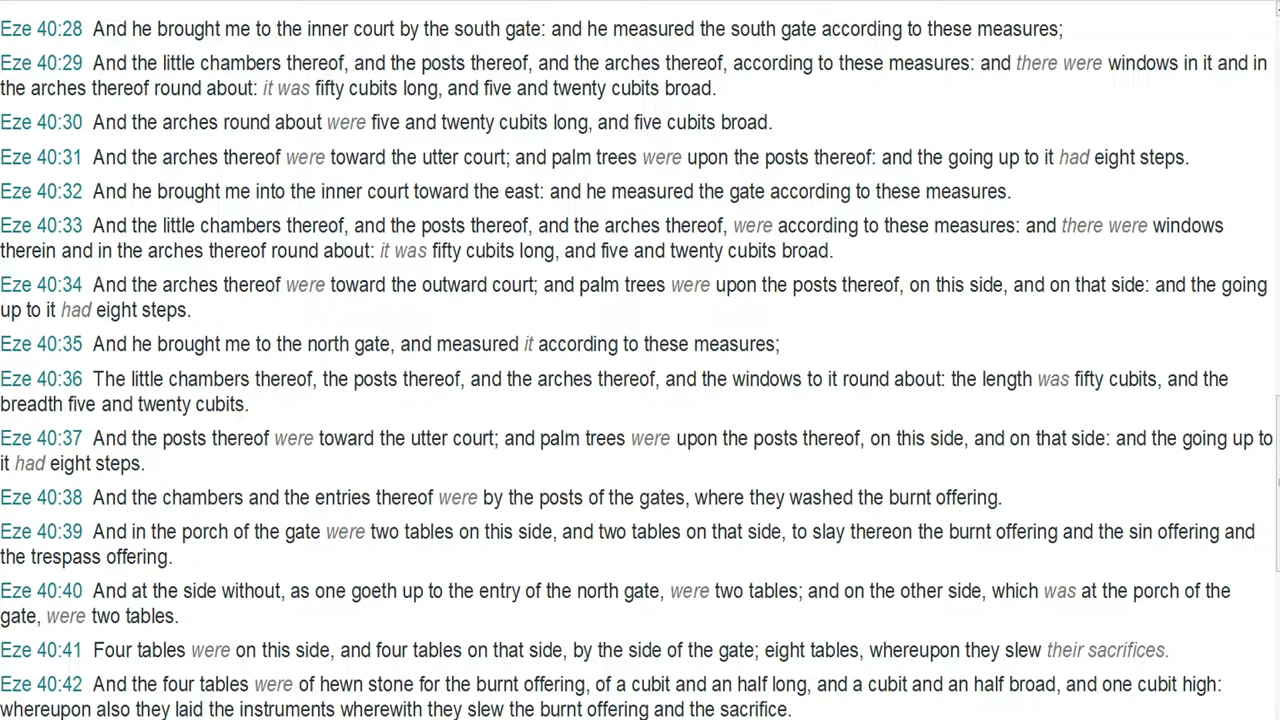 Eze 40:28 And he brought me to the inner court by the south gate: and he measured the south gate according to these measures;
Eze 40:29 And the little chambers thereof, and the posts thereof, and the arches thereof, according to these measures: and there were windows in it and in
the arches thereof round about: it was fifty cubits long, and five and twenty cubits broad.
Eze 40:30 And the arches round about were five and twenty cubits long, and five cubits broad.
Eze 40:31 And the arches thereof were toward the utter court; and palm trees were upon the posts thereof: and the going up to it had eight steps.
Eze 40:32 And he brought me into the inner court toward the east: and he measured the gate according to these measures.
Eze 40:33 And the little chambers thereof, and the posts thereof, and the arches thereof, were according to these measures: and there were windows
therein and in the arches thereof round about: it was fifty cubits long, and five and twenty cubits broad.
Eze 40:34 And the arches thereof were toward the outward court; and palm trees were upon the posts thereof, on this side, and on that side: and the going
up to it had eight steps.
Eze 40:35 And he brought me to the north gate, and measured it according to these measures;
Eze 40:36 The little chambers thereof, the posts thereof, and the arches thereof, and the windows to it round about: the length was fifty cubits, and the
breadth five and twenty cubits.
Eze 40:37 And the posts thereof were toward the utter court; and palm trees were upon the posts thereof, on this side, and on that side: and the going up to
it had eight steps.
Eze 40:38 And the chambers and the entries thereof were by the posts of the gates, where they washed the burnt offering.
Eze 40:39 And in the porch of the gate were two tables on this side, and two tables on that side, to slay thereon the burnt offering and the sin offering and
the trespass offering.
Eze 40:40 And at the side without, as one goeth up to the entry of the north gate, were two tables; and on the other side, which was at the porch of the
gate, were two tables.
Eze 40:41 Four tables were on this side, and four tables on that side, by the side of the gate; eight tables, whereupon they slew their sacrifices.
Eze 40:42 And the four tables were of hewn stone for the burnt offering, of a cubit and an half long, and a cubit and an half broad, and one cubit high:
whereupon also they laid the instruments wherewith they slew the burnt offering and the sacrifice.